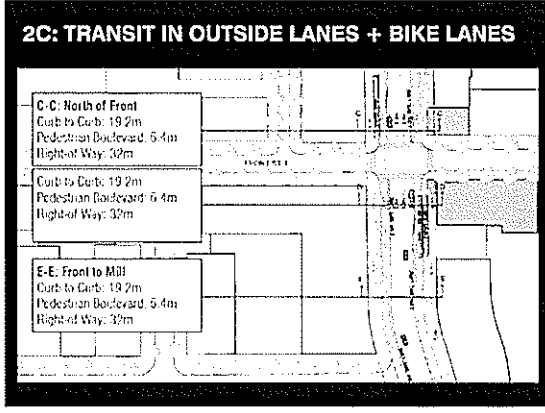 2C: TRANSIT IN OUTSIDE LANES + BIKE LANES
C-C: North of Front
Curb to Curb: 19.2m
Pedestrian Boulevard: 6.4m
Right-of-Way: 32m
FRONT ST E
Curb to Curb: 19.2m
Pedestrian Boulevard: 6.4m
Right-of-Way: 32m
E-E: Front to Mill
Curb to Curb: 19.2m
Pedestrian Boulevard: 6.4m
Right-of-Way: 32m